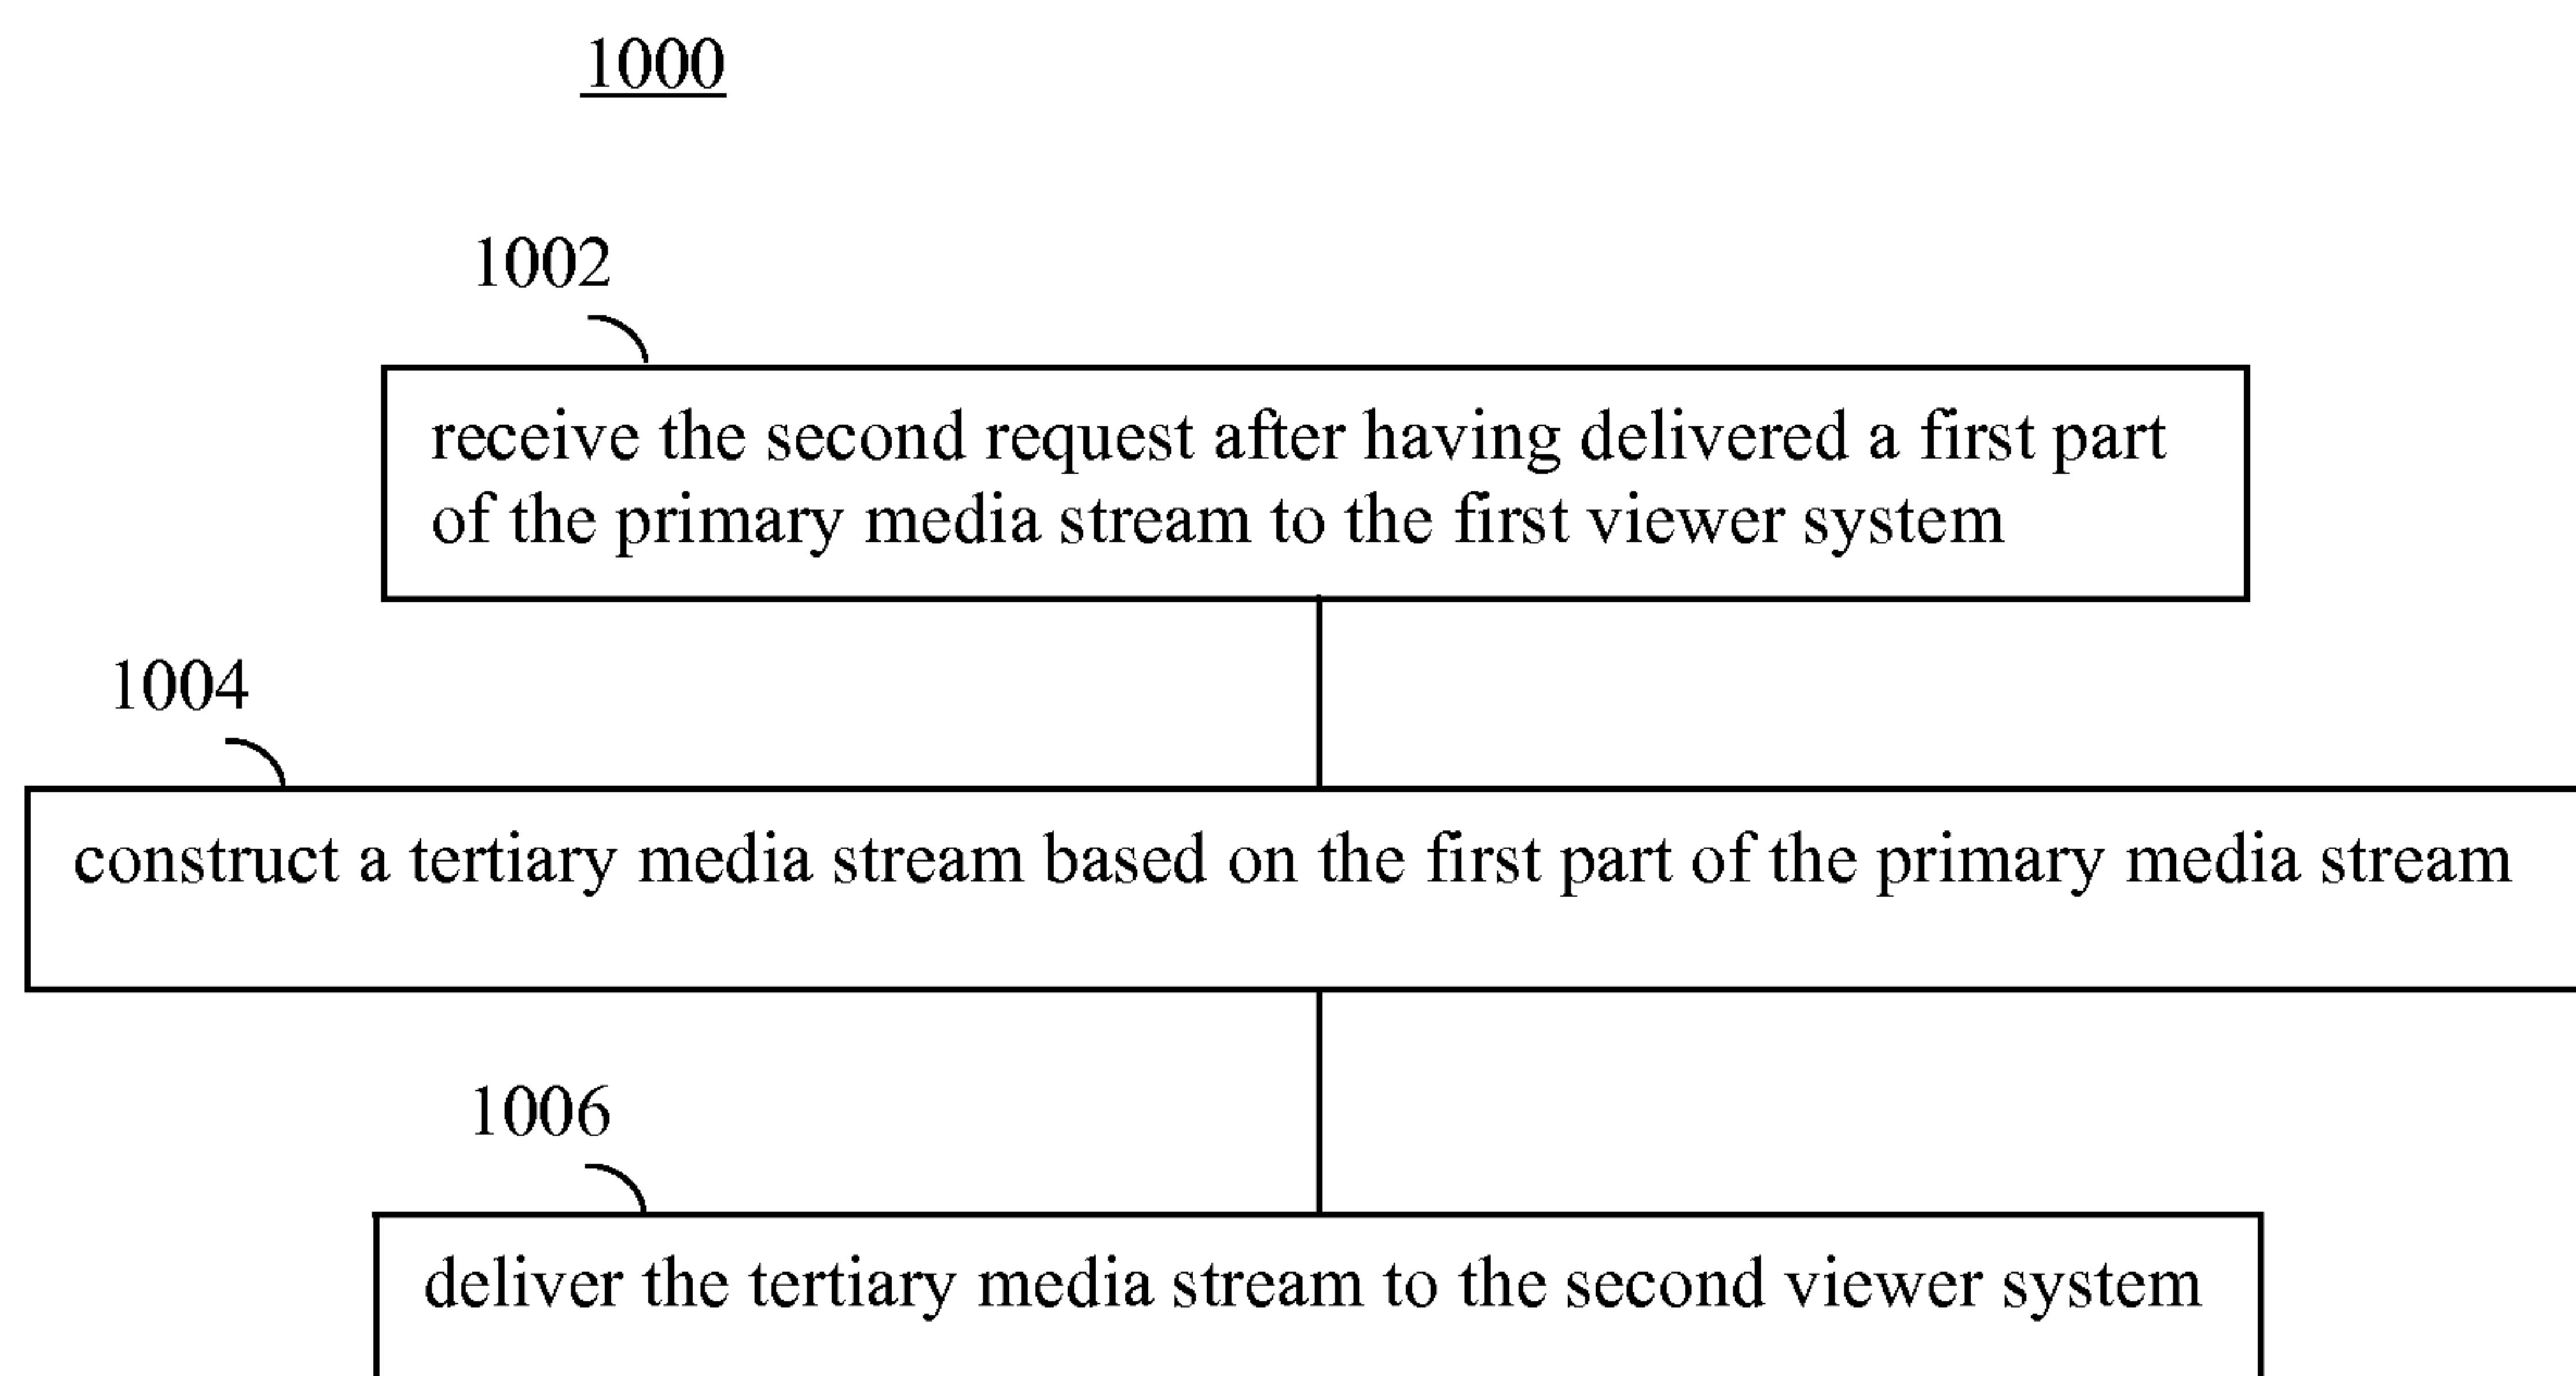 1000
1002
receive the second request after having delivered a first part
of the primary media stream to the first viewer system
1004
construct a tertiary media stream based on the first part of the primary media stream
1006
deliver the tertiary media stream to the second viewer system